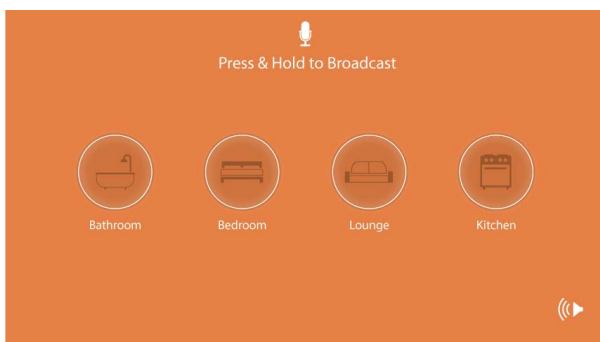 Press & Hold to Broadcast
Bathroom
Bedroom
Lounge
Kitchen